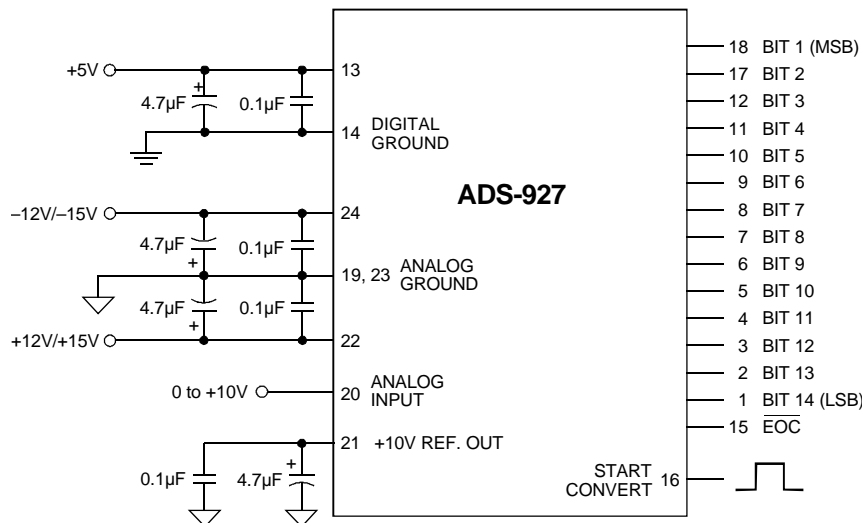 ADS-927
+5V
+
4.7µF
0.1µF
13
14 DIGITAL
GROUND
–12V/–15V
24
4.7µF
0.1µF
+
19, 23 ANALOG
GROUND
4.7µF
0.1µF
+
+12V/+15V
22
0 to +10V
20 ANALOG
INPUT
21 +10V REF. OUT
0.1µF
4.7µF
+
18 BIT 1 (MSB)
17 BIT 2
12 BIT 3
11 BIT 4
10 BIT 5
9 BIT 6
8 BIT 7
7 BIT 8
6 BIT 9
5 BIT 10
4 BIT 11
3 BIT 12
2 BIT 13
1 BIT 14 (LSB)
15 EOC
START
CONVERT 16